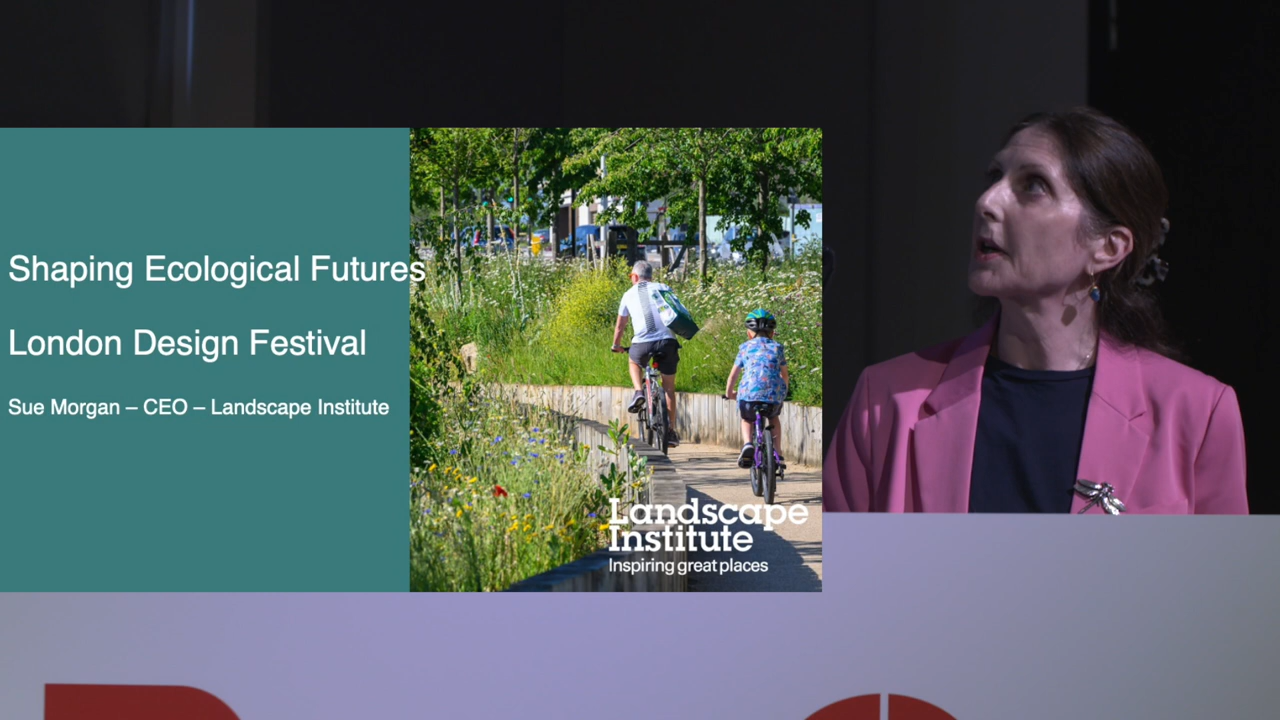 Shaping Ecological Futures
London Design Festival
Sue Morgan – CEO – Landscape Institute
Landscape
Institute
Inspiring great places